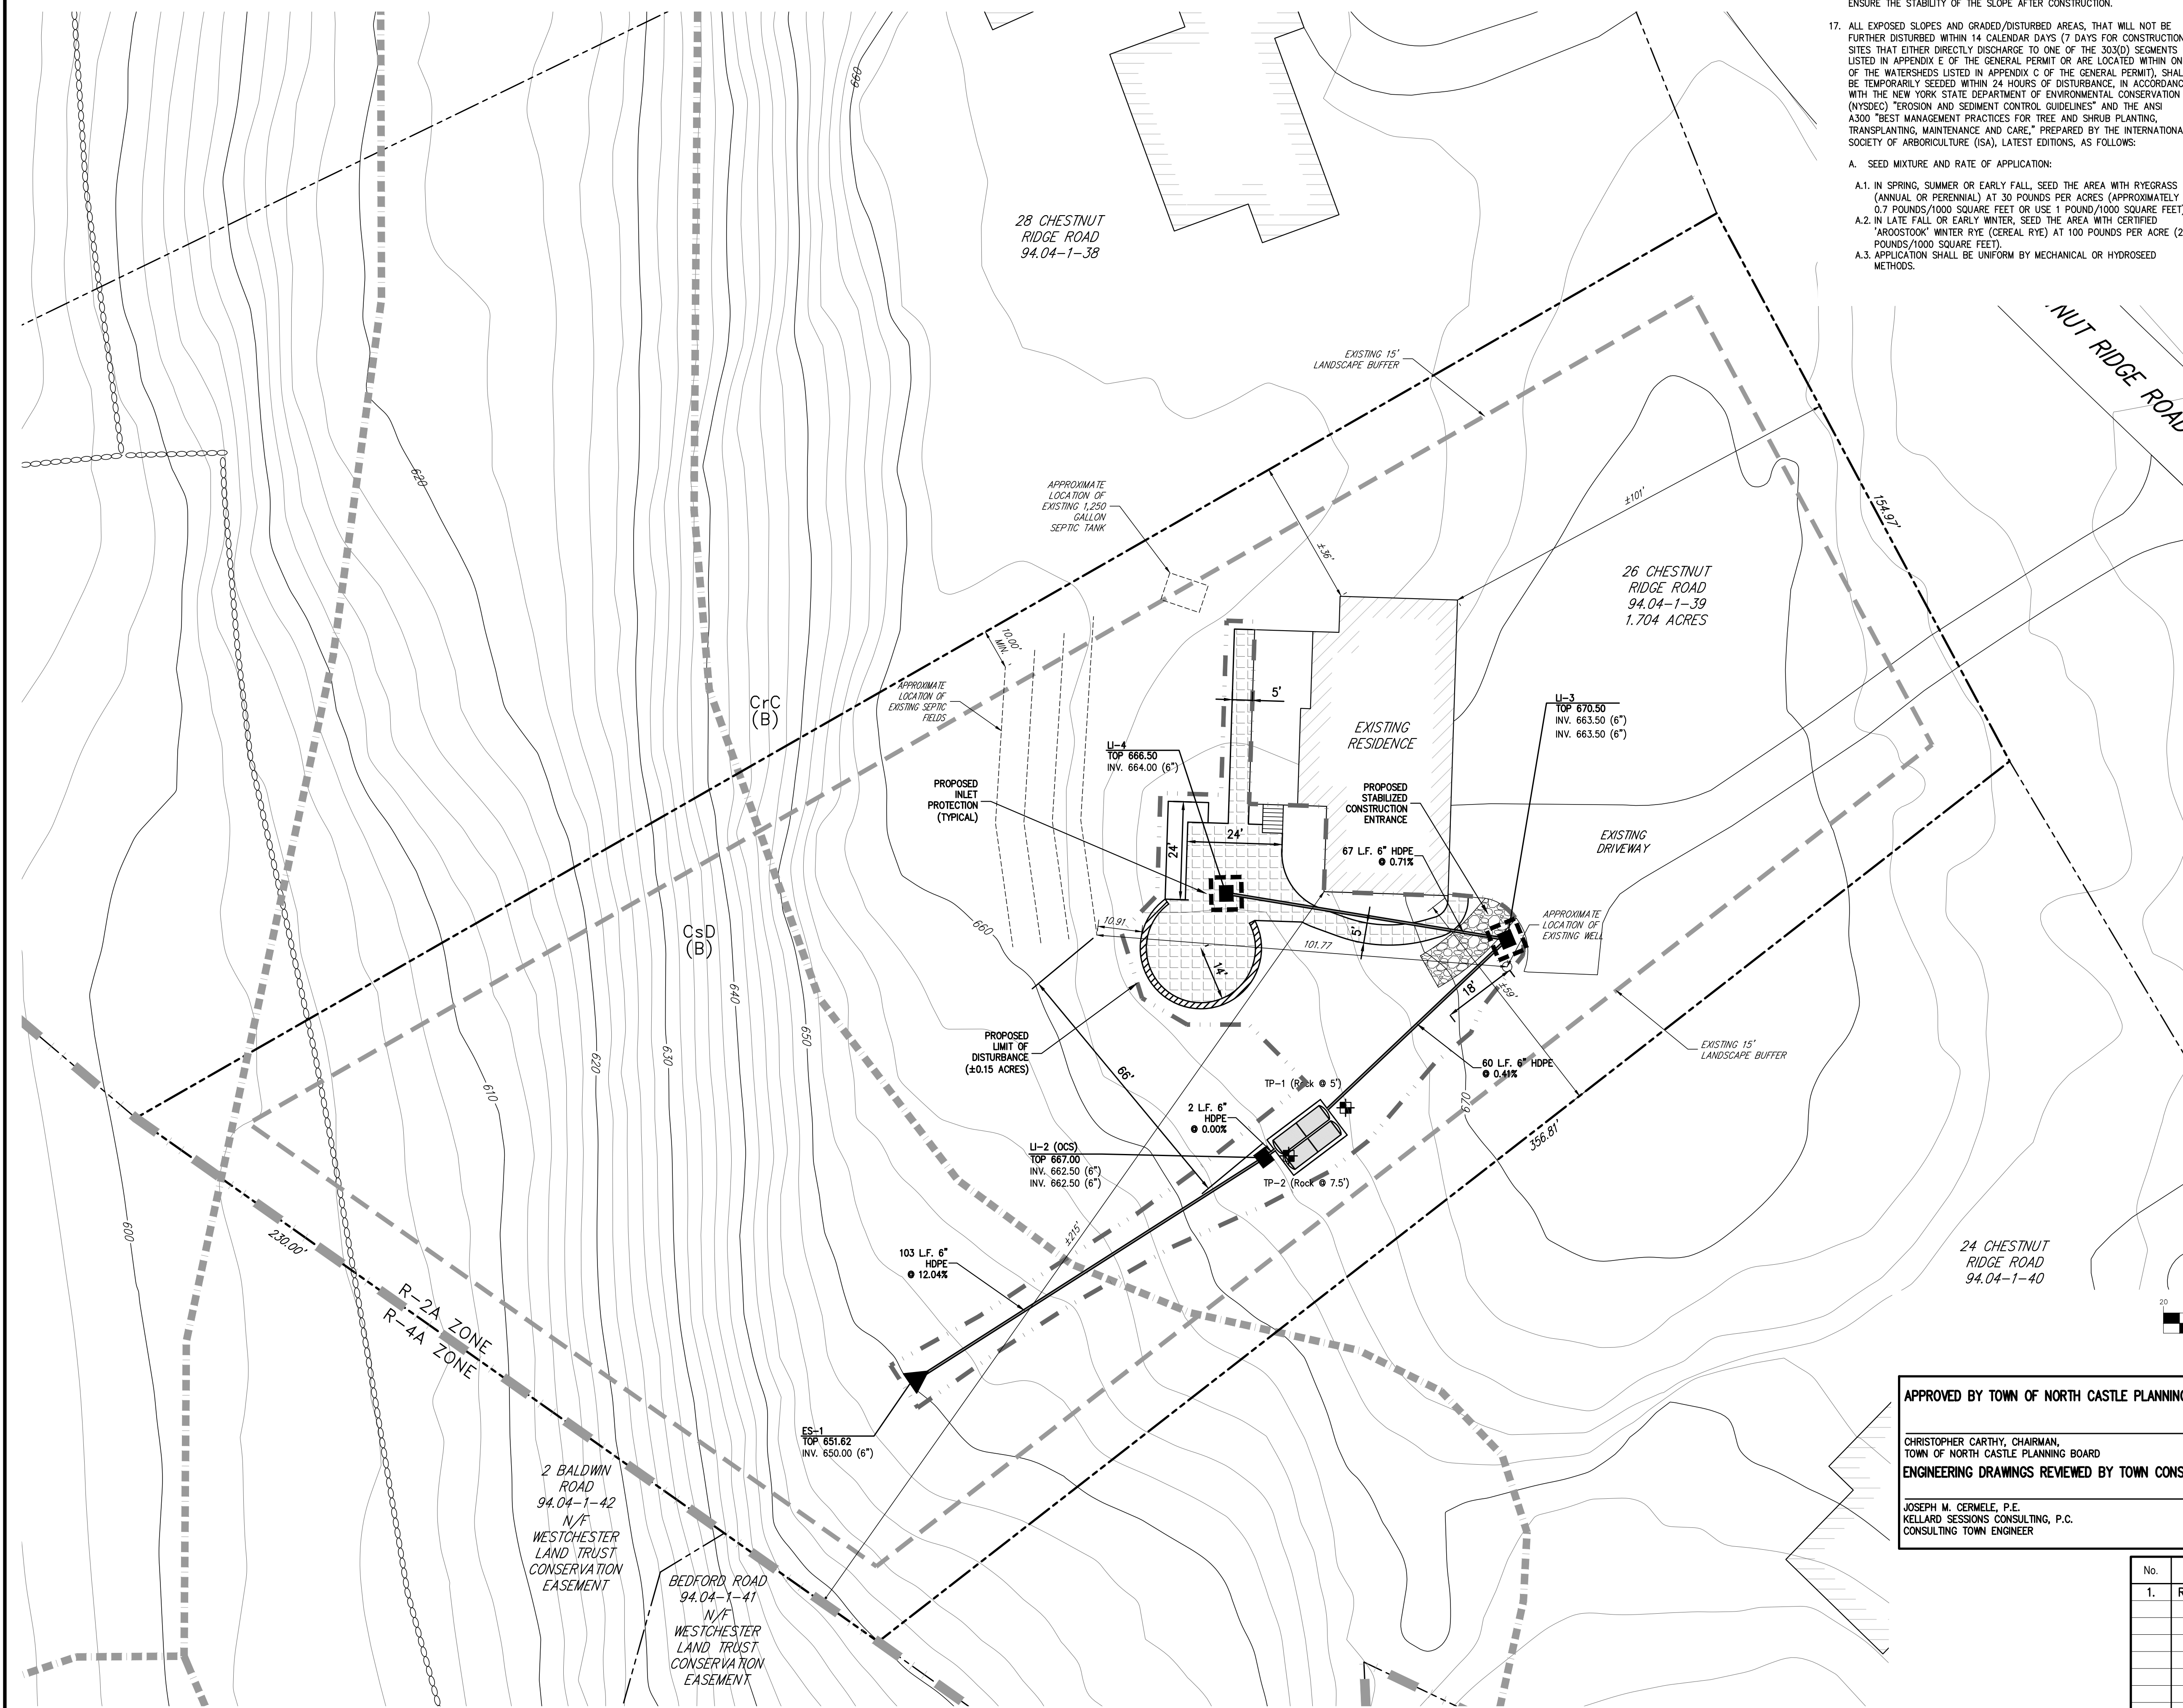 ENSURE THE STABILITY OF THE SLOPE AFTER CONSTRUCTION.
17. ALL EXPOSED SLOPES AND GRADED/DISTURBED AREAS, THAT WILL NOT BE
FURTHER DISTURBED WITHIN 14 CALENDAR DAYS (7 DAYS FOR CONSTRUCTION
SITES THAT EITHER DIRECTLY DISCHARGE TO ONE OF THE 303(D) SEGMENTS
LISTED IN APPENDIX E OF THE GENERAL PERMIT OR ARE LOCATED WITHIN ON
OF THE WATERSHEDS LISTED IN APPENDIX C OF THE GENERAL PERMIT), SHAL
BE TEMPORARILY SEEDED WITHIN 24 HOURS OF DISTURBANCE, IN ACCORDANC
WITH THE NEW YORK STATE DEPARTMENT OF ENVIRONMENTAL CONSERVATION
(NYSDEC) "EROSION AND SEDIMENT CONTROL GUIDELINES" AND THE ANSI
A300 "BEST MANAGEMENT PRACTICES FOR TREE AND SHRUB PLANTING,
TRANSPLANTING, MAINTENANCE AND CARE," PREPARED BY THE INTERNATIONA
SOCIETY OF ARBORICULTURE (ISA), LATEST EDITIONS, AS FOLLOWS:
A. SEED MIXTURE AND RATE OF APPLICATION:
A.1. IN SPRING, SUMMER OR EARLY FALL, SEED THE AREA WITH RYEGRASS
(ANNUAL OR PERENNIAL) AT 30 POUNDS PER ACRES (APPROXIMATELY
0.7 POUNDS/1000 SQUARE FEET OR USE 1 POUND/1000 SQUARE FEET)
A.2. IN LATE FALL OR EARLY WINTER, SEED THE AREA WITH CERTIFIED
'AROOSTOOK' WINTER RYE (CEREAL RYE) AT 100 POUNDS PER ACRE (2
POUNDS/1000 SQUARE FEET).
A.3. APPLICATION SHALL BE UNIFORM BY MECHANICAL OR HYDROSEED
METHODS.
660
28 CHESTNUT
RIDGE ROAD
94.04-1-38
NUT RIDGE ROAD
EXISTING 15'
LANDSCAPE BUFFER
620
APPROXIMATE
LOCATION OF
EXISTING 1,250
GALLON
SEPTIC TANK
±36'
±101'
154.97'
26 CHESTNUT
RIDGE ROAD
94.04-1-39
1.704 ACRES
10.00'
MIN.
APPROXIMATE
LOCATION OF
EXISTING SEPTIC
FIELDS
CrC
(B)
5'
LI-3
TOP 670.50
INV. 663.50 (6")
INV. 663.50 (6")
EXISTING
RESIDENCE
LI-4
TOP 666.50
INV. 664.00 (6")
PROPOSED
INLET
PROTECTION
(TYPICAL)
PROPOSED
STABILIZED
CONSTRUCTION
ENTRANCE
24'
24'
67 L.F. 6" HDPE
@ 0.71%
EXISTING
DRIVEWAY
CsD
(B)
660
10.91
101.77
5'
14'
APPROXIMATE
LOCATION OF
EXISTING WELL
18'
±59'
640
650
630
620
610
PROPOSED
LIMIT OF
DISTURBANCE
(±0.15 ACRES)
66'
EXISTING 15'
LANDSCAPE BUFFER
60 L.F. 6" HDPE
@ 0.41%
670
TP-1 (Rock @ 5')
2 L.F. 6"
HDPE
@ 0.00%
LI-2 (OCS)
TOP 667.00
INV. 662.50 (6")
INV. 662.50 (6")
TP-2 (Rock @ 7.5')
356.81'
600
230.00'
±215'
103 L.F. 6"
HDPE
@ 12.04%
24 CHESTNUT
RIDGE ROAD
94.04-1-40
20
R-2A ZONE
R-4A ZONE
ES-1
TOP 651.62
INV. 650.00 (6")
2 BALDWIN
ROAD
94.04-1-42
N/F
WESTCHESTER
LAND TRUST
CONSERVATION
EASEMENT
BEDFORD ROAD
94.04-1-41
N/F
WESTCHESTER
LAND TRUST
CONSERVATION
EASEMENT
APPROVED BY TOWN OF NORTH CASTLE PLANNIN
CHRISTOPHER CARTHY, CHAIRMAN,
TOWN OF NORTH CASTLE PLANNING BOARD
ENGINEERING DRAWINGS REVIEWED BY TOWN CONS
JOSEPH M. CERMELE, P.E.
KELLARD SESSIONS CONSULTING, P.C.
CONSULTING TOWN ENGINEER
No.
1. R